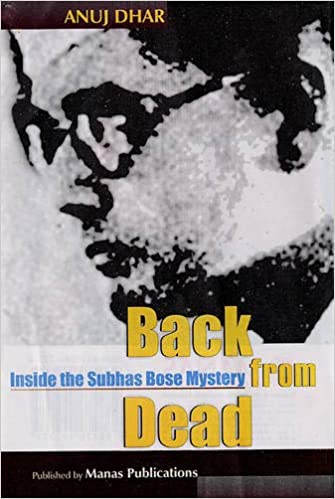 ANUJ DHAR
Back
Inside the Subhas Bose Mystery from
Dead
Published by Manas Publications